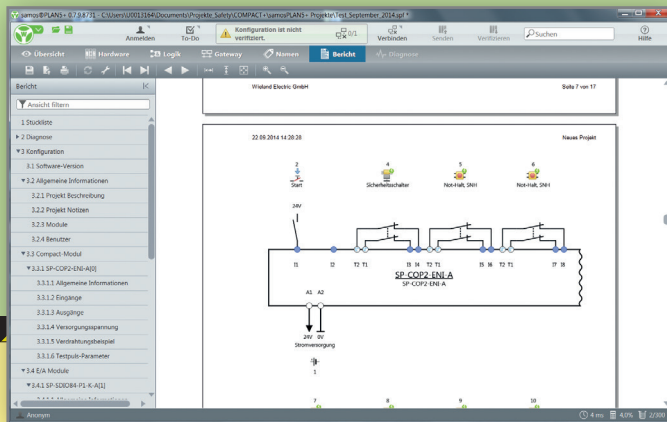 samos®PLANS+ 0.7.9.8731 - C:\Users\U0013164\Documents\Projekte_Safety\COMPACT+\samosPLANS+ Projekte\Test_September_2014.spf *
Anmelden
To-Do
Konfiguration ist nicht verifiziert.
0/1
Verbinden
Senden
Verifizieren
Suchen
Hilfe
Übersicht
Hardware
Logik
Gateway
Namen
Bericht
Diagnose
Bericht
Ansicht filtern
1 Stückliste
2 Diagnose
3 Konfiguration
3.1 Software-Version
3.2 Allgemeine Informationen
3.2.1 Projekt Beschreibung
3.2.2 Projekt Notizen
3.2.3 Module
3.2.4 Benutzer
3.3 Compact-Modul
3.3.1 SP-COP2-ENI-A[0]
3.3.1.1 Allgemeine Informationen
3.3.1.2 Eingänge
3.3.1.3 Ausgänge
3.3.1.4 Versorgungsspannung
3.3.1.5 Verdrahtungsbeispiel
3.3.1.6 Testpuls-Parameter
3.4 E/A Module
3.4.1 SP-SDIO84-P1-K-A[1]
Wieland Electric GmbH Seite 7 von 17
22.09.2014 14:20:20 Neues Projekt
2 4 5 6
Start Sicherheitsschalter Not-Halt, SNH Not-Halt, SNH
24V
I1 I2 T2 T1 I3 I4 T2 T1 I5 I6 T2 T1 I7 I8
SP-COP2-ENI-A
SP-COP2-ENI-A
A1 A2
24V 0V
Stromversorgung
1
7 8 9 10
Anonym
4 ms 4,0% 2/300